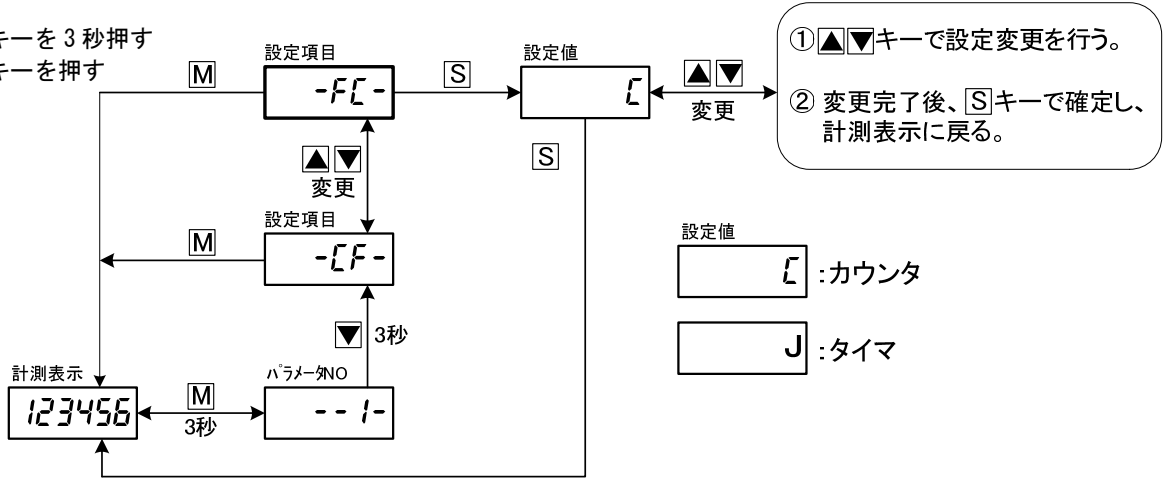 キーを3秒押す
キーを押す
設定項目
設定値
M
-FC-
S
C
▲▼
変更
①▲▼キーで設定変更を行う。
② 変更完了後、Sキーで確定し、
計測表示に戻る。
▲▼
変更
S
設定項目
M
-CF-
設定値
C :カウンタ
▼ 3秒
J :タイマ
計測表示
パラメータNO
123456
M
3秒
--1-